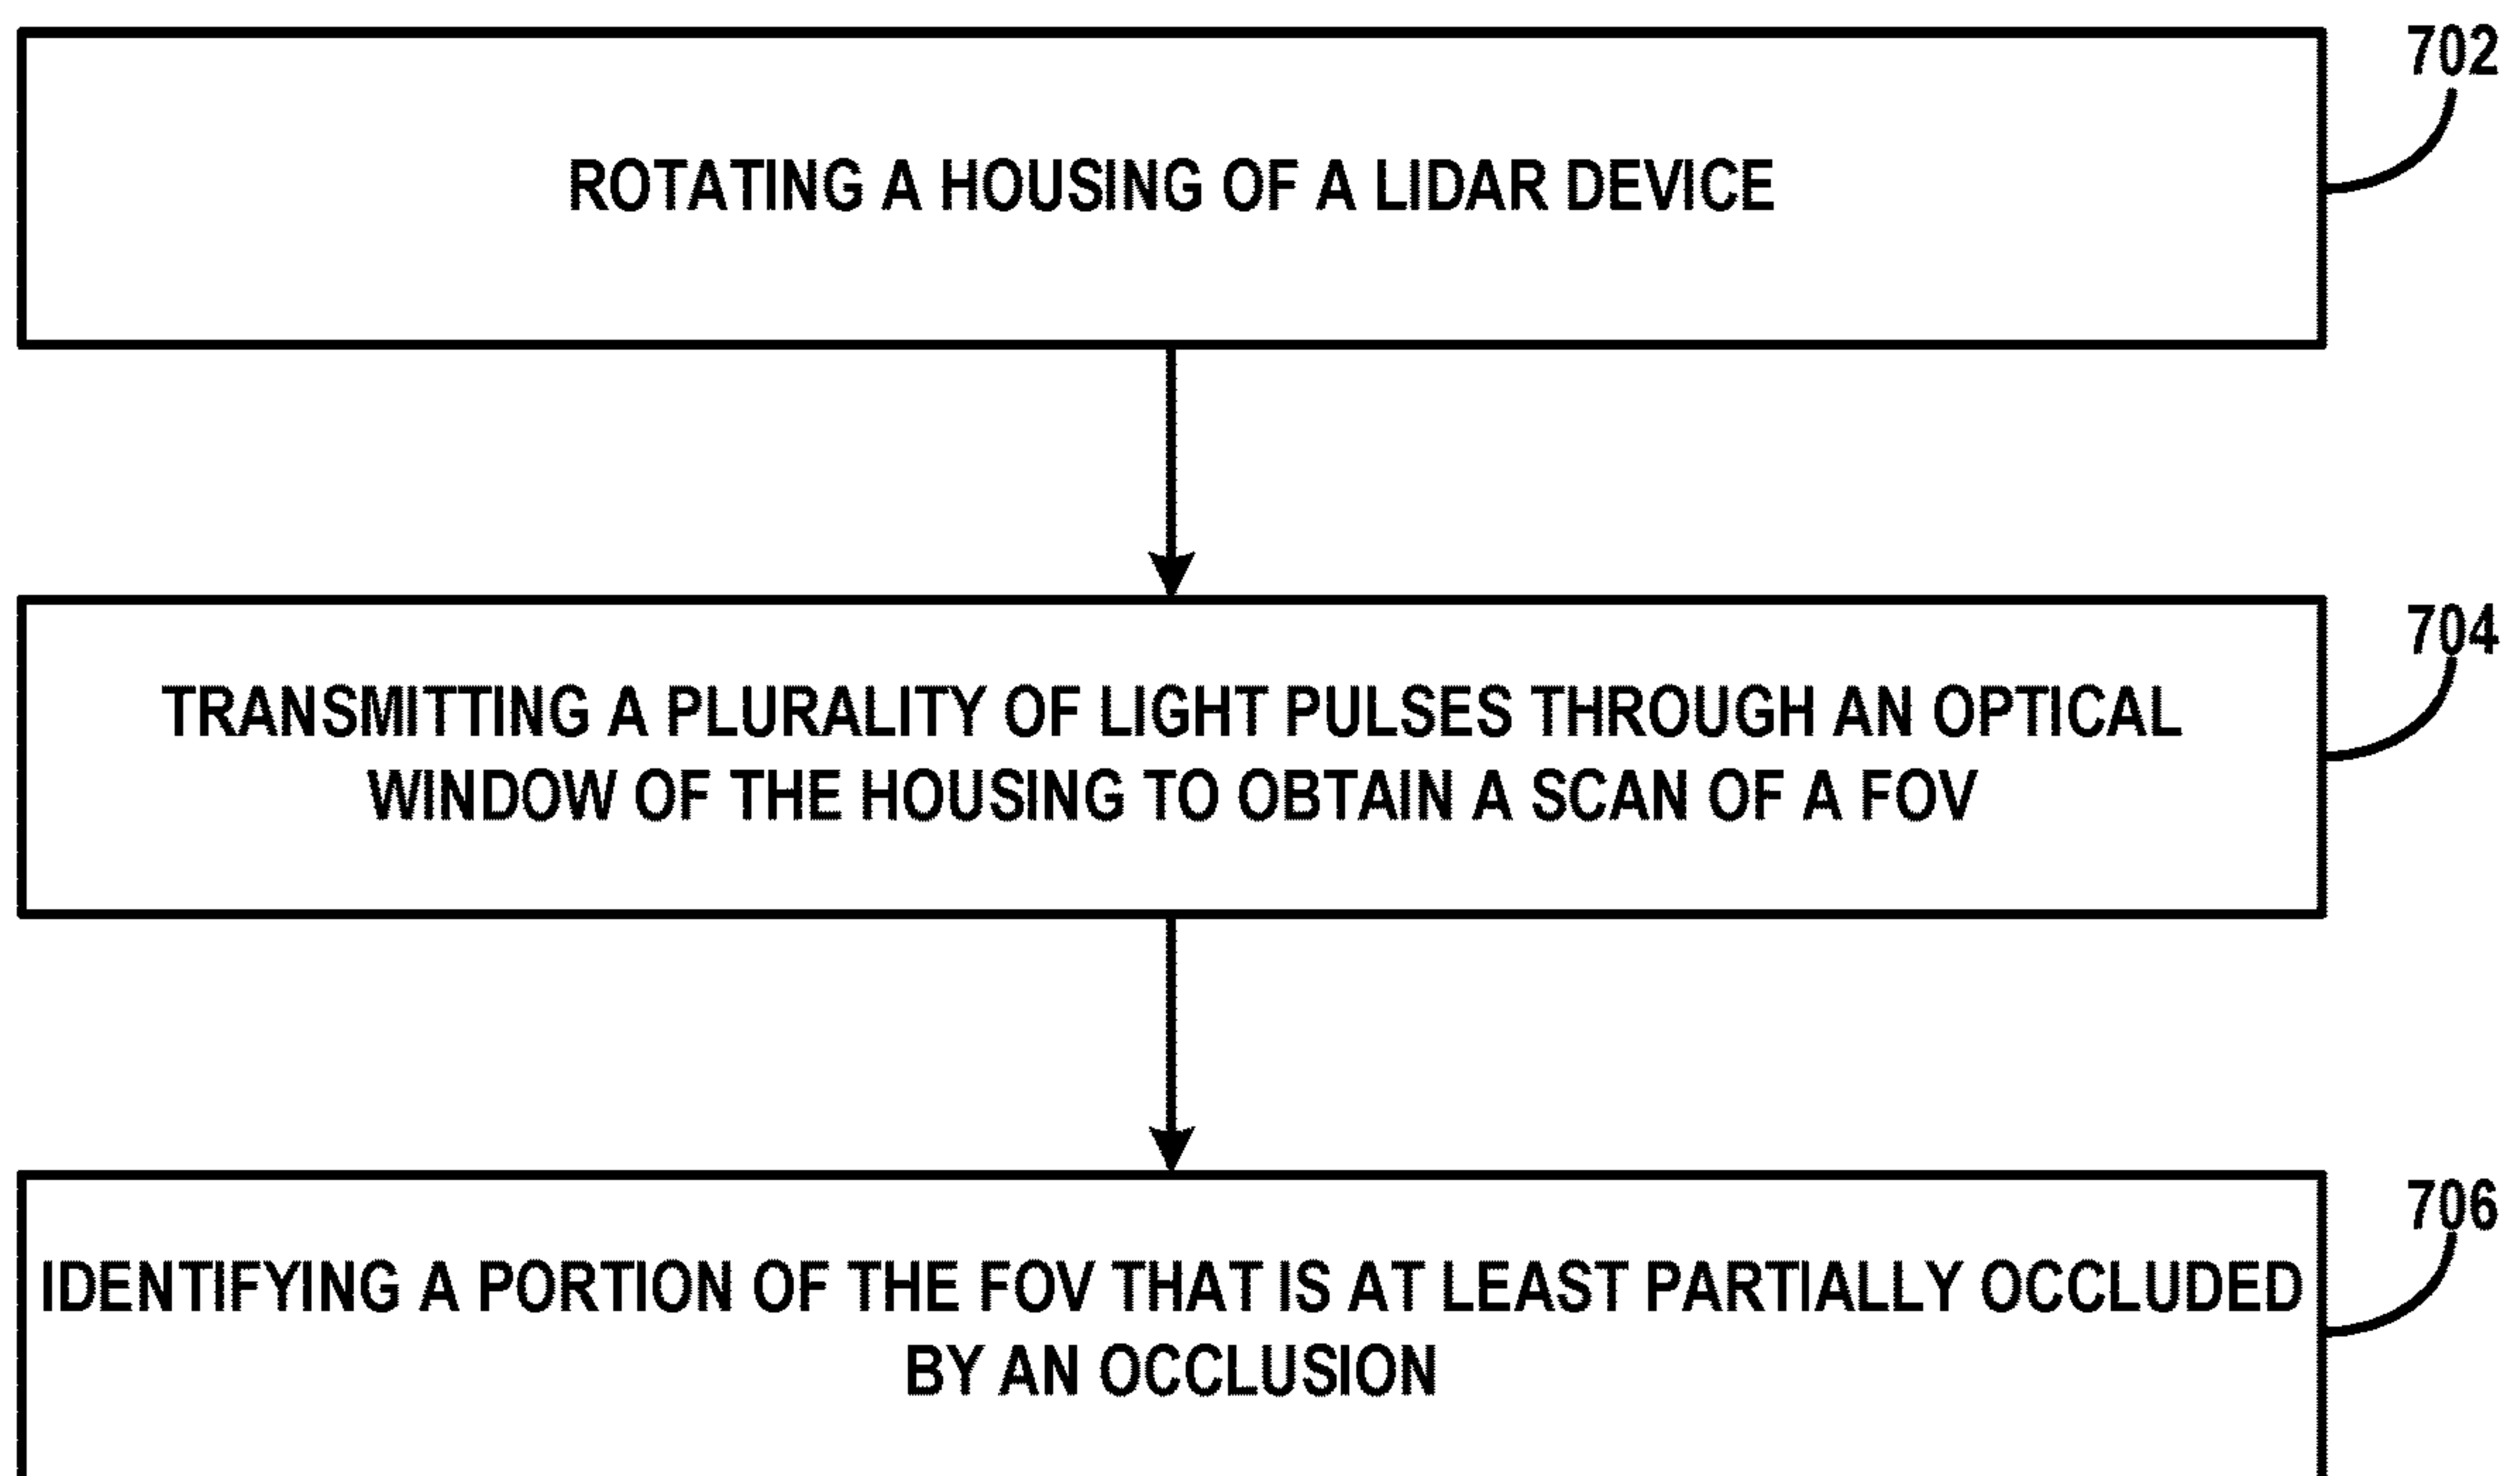 702
ROTATING A HOUSING OF A LIDAR DEVICE
704
TRANSMITTING A PLURALITY OF LIGHT PULSES THROUGH AN OPTICAL
WINDOW OF THE HOUSING TO OBTAIN A SCAN OF A FOV
706
IDENTIFYING A PORTION OF THE FOV THAT IS AT LEAST PARTIALLY OCCLUDED
BY AN OCCLUSION